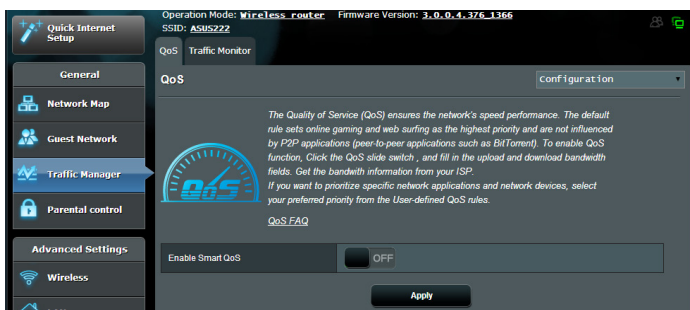 Operation Mode: Wireless router Firmware Version: 3.0.0.4.376_1366
SSID: ASUS222
Quick Internet
Setup
QoS Traffic Monitor
General
QoS
Configuration
Network Map
Guest Network
Traffic Manager
Parental control
The Quality of Service (QoS) ensures the network's speed performance. The default
rule sets online gaming and web surfing as the highest priority and are not influenced
by P2P applications (peer-to-peer applications such as BitTorrent). To enable QoS
function, Click the QoS slide switch , and fill in the upload and download bandwidth
fields. Get the bandwith information from your ISP.
If you want to prioritize specific network applications and network devices, select
your preferred priority from the User-defined QoS rules.
QoS
QoS FAQ
Advanced Settings
Wireless
Enable Smart QoS
OFF
Apply